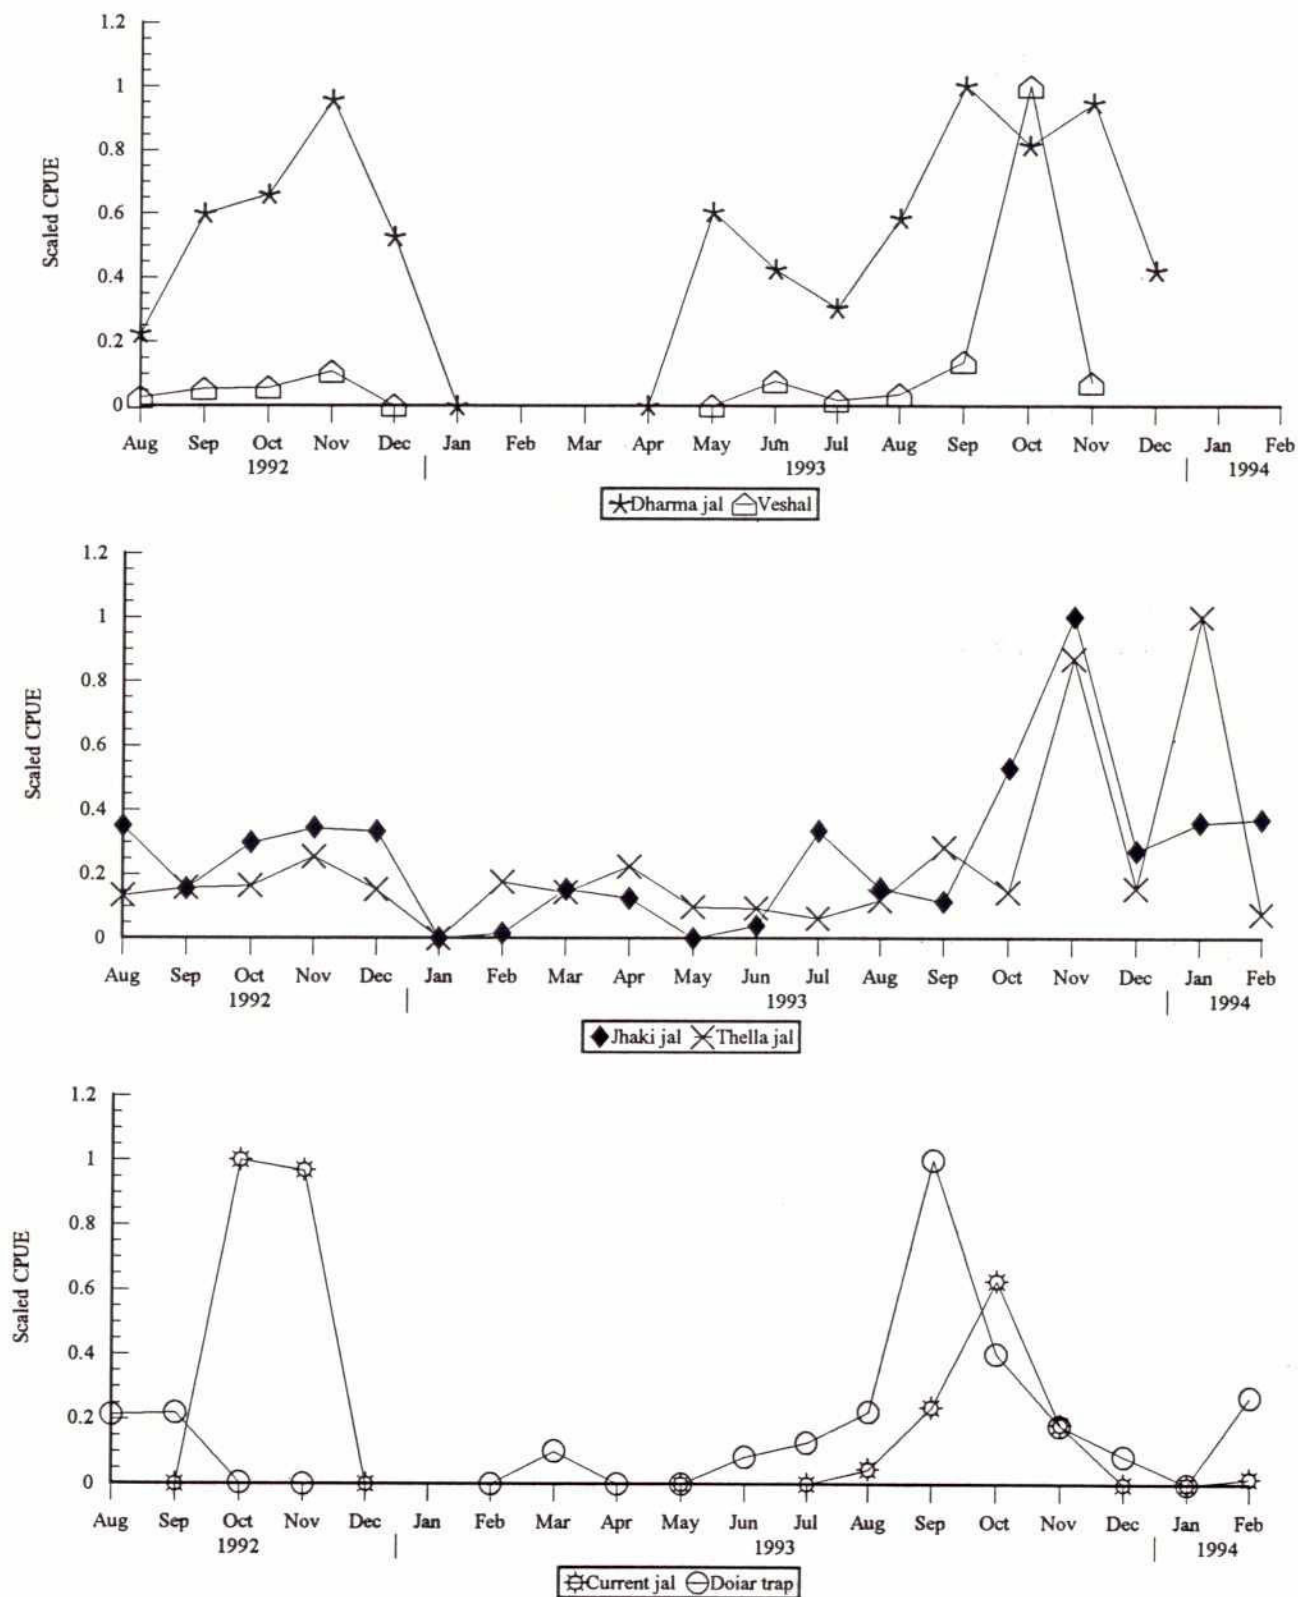 1.2
1
0.8
0.6
0.4
0.2
0
Scaled CPUE
Aug Sep Oct Nov Dec Jan Feb Mar Apr May Jun Jul Aug Sep Oct Nov Dec Jan Feb
1992 | 1993 | 1994
Dharma jal Veshal
1.2
1
0.8
0.6
0.4
0.2
0
Scaled CPUE
Aug Sep Oct Nov Dec Jan Feb Mar Apr May Jun Jul Aug Sep Oct Nov Dec Jan Feb
1992 | 1993 | 1994
Jhaki jal Thella jal
1.2
1
0.8
0.6
0.4
0.2
0
Scaled CPUE
Aug Sep Oct Nov Dec Jan Feb Mar Apr May Jun Jul Aug Sep Oct Nov Dec Jan Feb
1992 | 1993 | 1994
Current jal Doiar trap